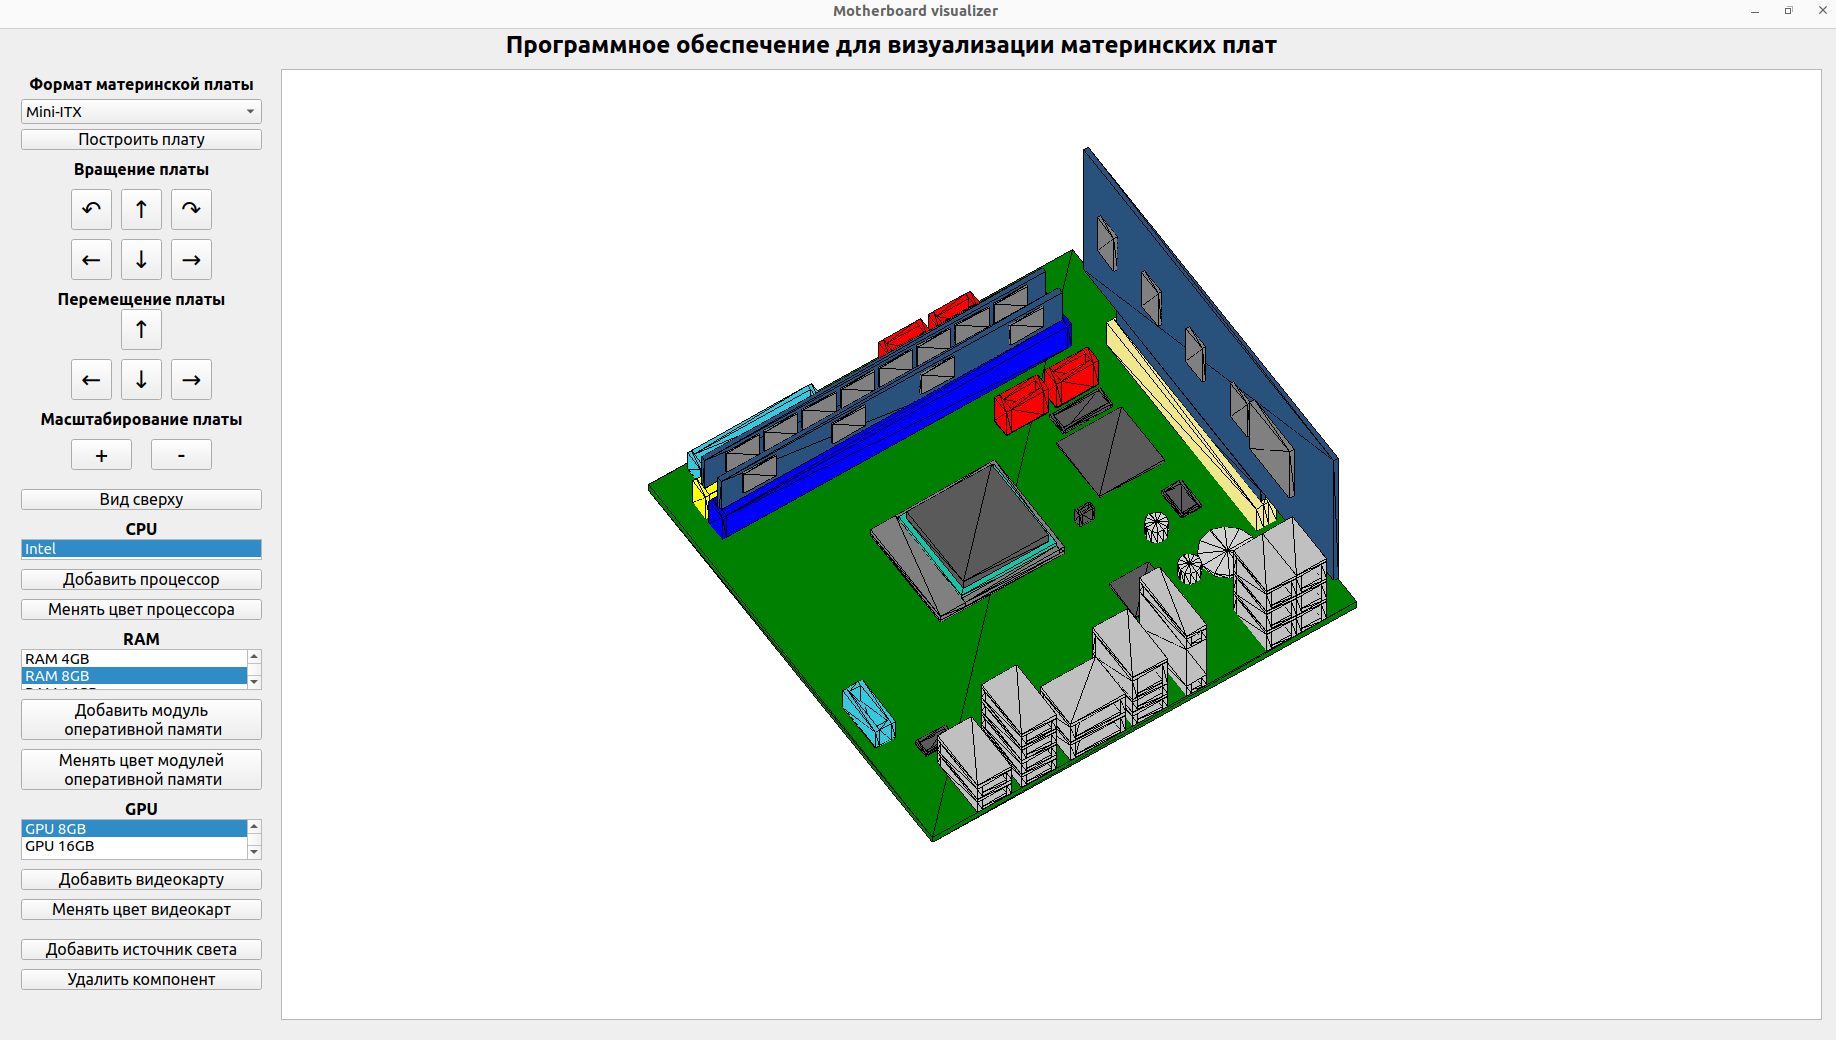 Motherboard visualizer
Программное обеспечение для визуализации материнских плат
Формат материнской платы
Mini-ITX
Построить плату
Вращение платы
↶ ↑ ↷
← ↓ →
Перемещение платы
↑
← ↓ →
Масштабирование платы
+ -
Вид сверху
CPU
Intel
Добавить процессор
Менять цвет процессора
RAM
RAM 4GB
RAM 8GB
Добавить модуль
оперативной памяти
Менять цвет модулей
оперативной памяти
GPU
GPU 8GB
GPU 16GB
Добавить видеокарту
Менять цвет видеокарт
Добавить источник света
Удалить компонент